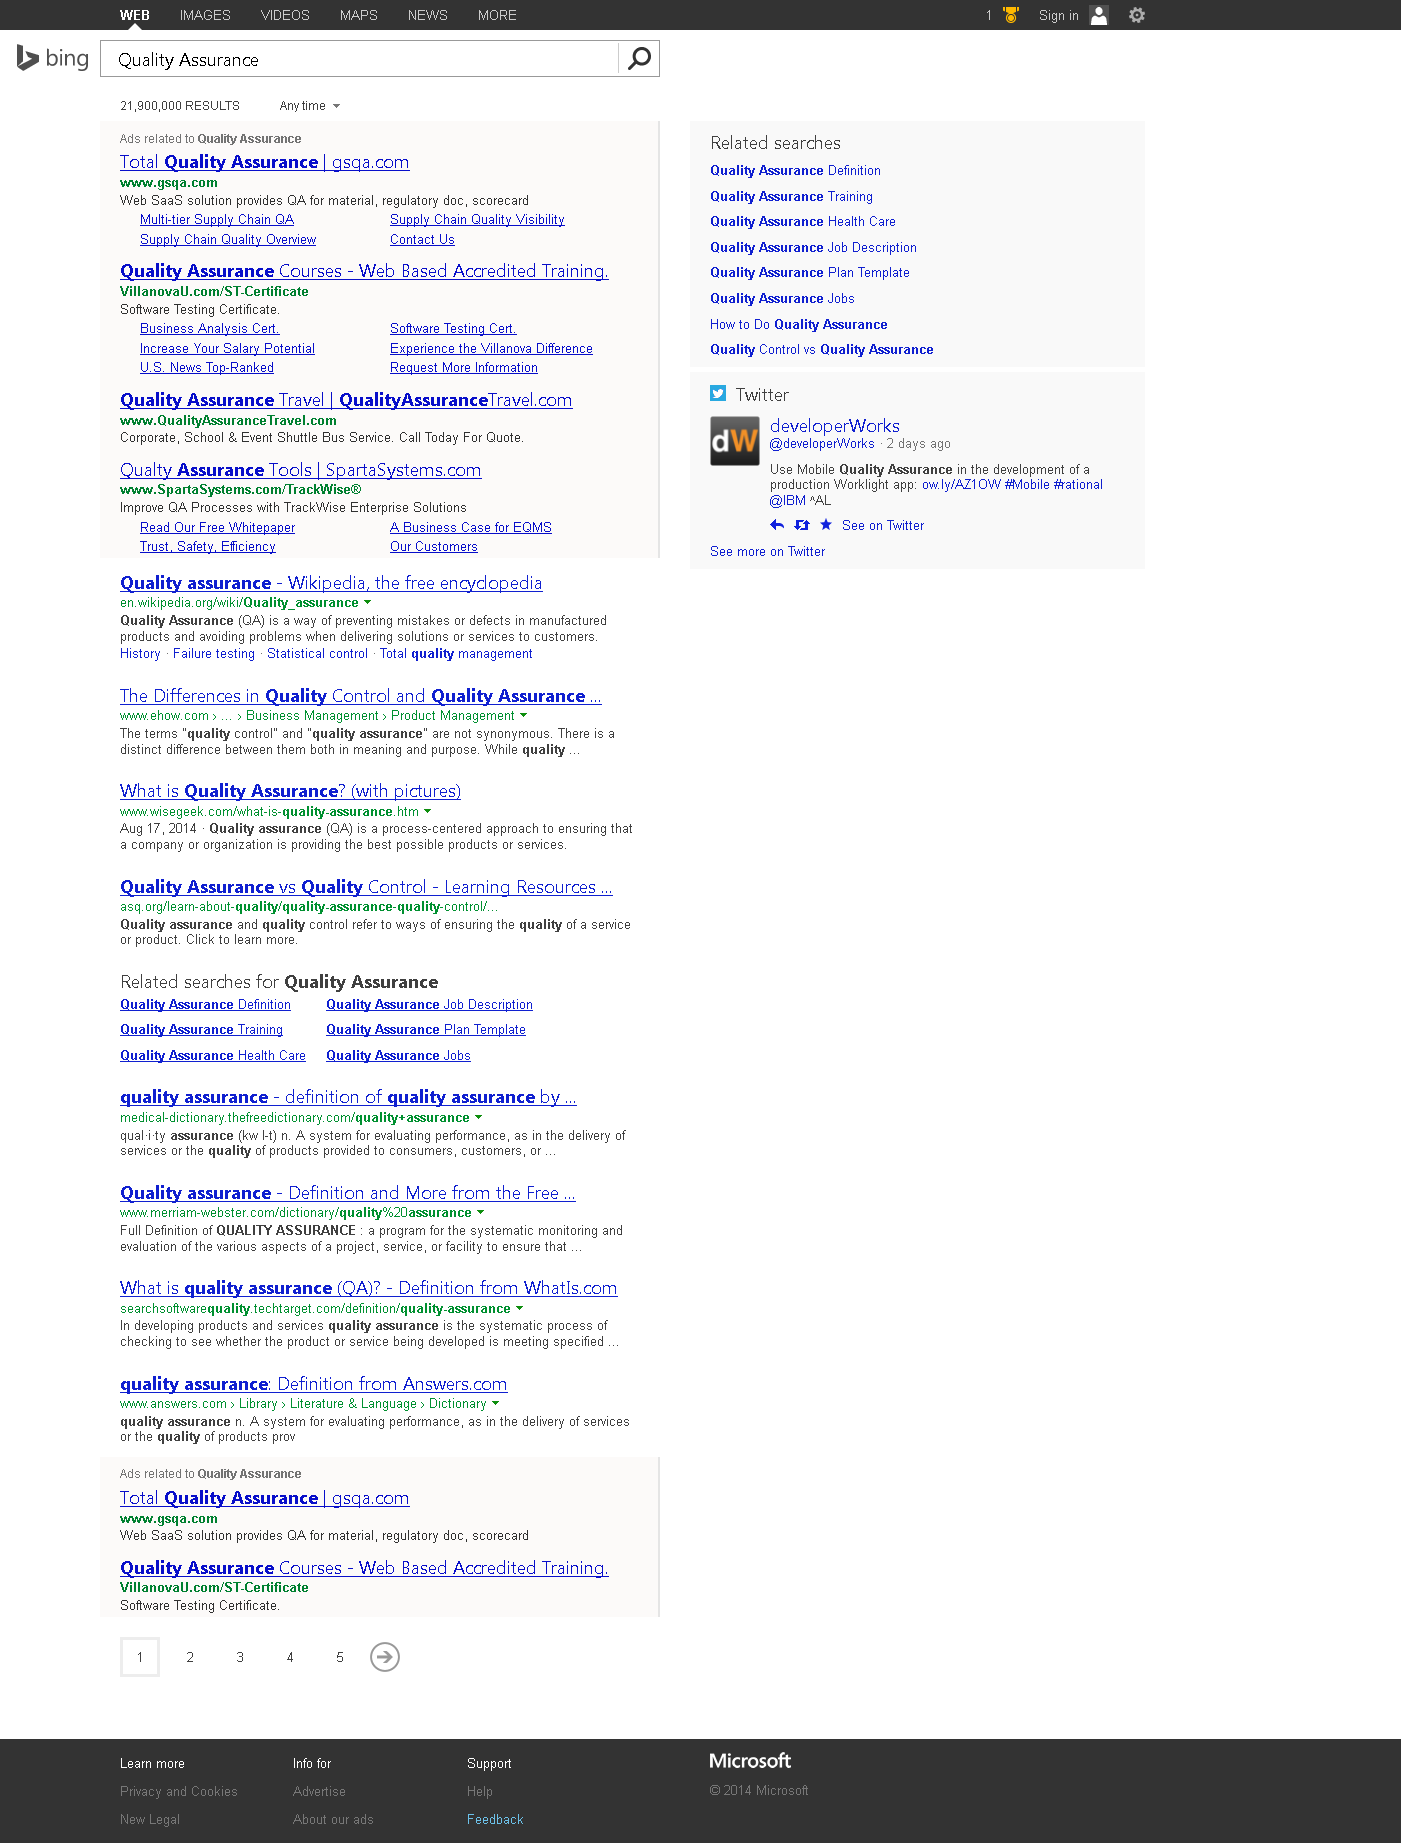 WEB IMAGES VIDEOS MAPS NEWS MORE 1 Sign in
bing Quality Assurance
21,900,000 RESULTS Any time
Ads related to Quality Assurance
Total Quality Assurance | gsqa.com
www.gsqa.com
Web SaaS solution provides QA for material, regulatory doc, scorecard
Multi-tier Supply Chain QA Supply Chain Quality Visibility
Supply Chain Quality Overview Contact Us
Quality Assurance Courses - Web Based Accredited Training.
VillanovaU.com/ST-Certificate
Software Testing Certificate.
Business Analysis Cert. Software Testing Cert.
Increase Your Salary Potential Experience the Villanova Difference
U.S. News Top-Ranked Request More Information
Quality Assurance Travel | QualityAssuranceTravel.com
www.QualityAssuranceTravel.com
Corporate, School & Event Shuttle Bus Service. Call Today For Quote.
Qualty Assurance Tools | SpartaSystems.com
www.SpartaSystems.com/TrackWise®
Improve QA Processes with TrackWise Enterprise Solutions
Read Our Free Whitepaper A Business Case for EQMS
Trust, Safety, Efficiency Our Customers
Quality assurance - Wikipedia, the free encyclopedia
en.wikipedia.org/wiki/Quality_assurance
Quality Assurance (QA) is a way of preventing mistakes or defects in manufactured
products and avoiding problems when delivering solutions or services to customers.
History · Failure testing · Statistical control · Total quality management
The Differences in Quality Control and Quality Assurance ...
www.ehow.com › ... › Business Management › Product Management
The terms "quality control" and "quality assurance" are not synonymous. There is a
distinct difference between them both in meaning and purpose. While quality ...
What is Quality Assurance? (with pictures)
www.wisegeek.com/what-is-quality-assurance.htm
Aug 17, 2014 · Quality assurance (QA) is a process-centered approach to ensuring that
a company or organization is providing the best possible products or services.
Quality Assurance vs Quality Control - Learning Resources ...
asq.org/learn-about-quality/quality-assurance-quality-control/...
Quality assurance and quality control refer to ways of ensuring the quality of a service
or product. Click to learn more.
Related searches for Quality Assurance
Quality Assurance Definition Quality Assurance Job Description
Quality Assurance Training Quality Assurance Plan Template
Quality Assurance Health Care Quality Assurance Jobs
quality assurance - definition of quality assurance by ...
medical-dictionary.thefreedictionary.com/quality+assurance
qual·i·ty assurance (kw l-t) n. A system for evaluating performance, as in the delivery of
services or the quality of products provided to consumers, customers, or ...
Quality assurance - Definition and More from the Free ...
www.merriam-webster.com/dictionary/quality%20assurance
Full Definition of QUALITY ASSURANCE : a program for the systematic monitoring and
evaluation of the various aspects of a project, service, or facility to ensure that ...
What is quality assurance (QA)? - Definition from WhatIs.com
searchsoftwarequality.techtarget.com/definition/quality-assurance
In developing products and services quality assurance is the systematic process of
checking to see whether the product or service being developed is meeting specified ...
quality assurance: Definition from Answers.com
www.answers.com › Library › Literature & Language › Dictionary
quality assurance n. A system for evaluating performance, as in the delivery of services
or the quality of products prov
Ads related to Quality Assurance
Total Quality Assurance | gsqa.com
www.gsqa.com
Web SaaS solution provides QA for material, regulatory doc, scorecard
Quality Assurance Courses - Web Based Accredited Training.
VillanovaU.com/ST-Certificate
Software Testing Certificate.
1 2 3 4 5
Related searches
Quality Assurance Definition
Quality Assurance Training
Quality Assurance Health Care
Quality Assurance Job Description
Quality Assurance Plan Template
Quality Assurance Jobs
How to Do Quality Assurance
Quality Control vs Quality Assurance
Twitter
dW developerWorks
@developerWorks · 2 days ago
Use Mobile Quality Assurance in the development of a
production Worklight app: ow.ly/AZ1OW #Mobile #rational
@IBM ^AL
See on Twitter
See more on Twitter
Learn more Info for Support Microsoft
Privacy and Cookies Advertise Help © 2014 Microsoft
New Legal About our ads Feedback